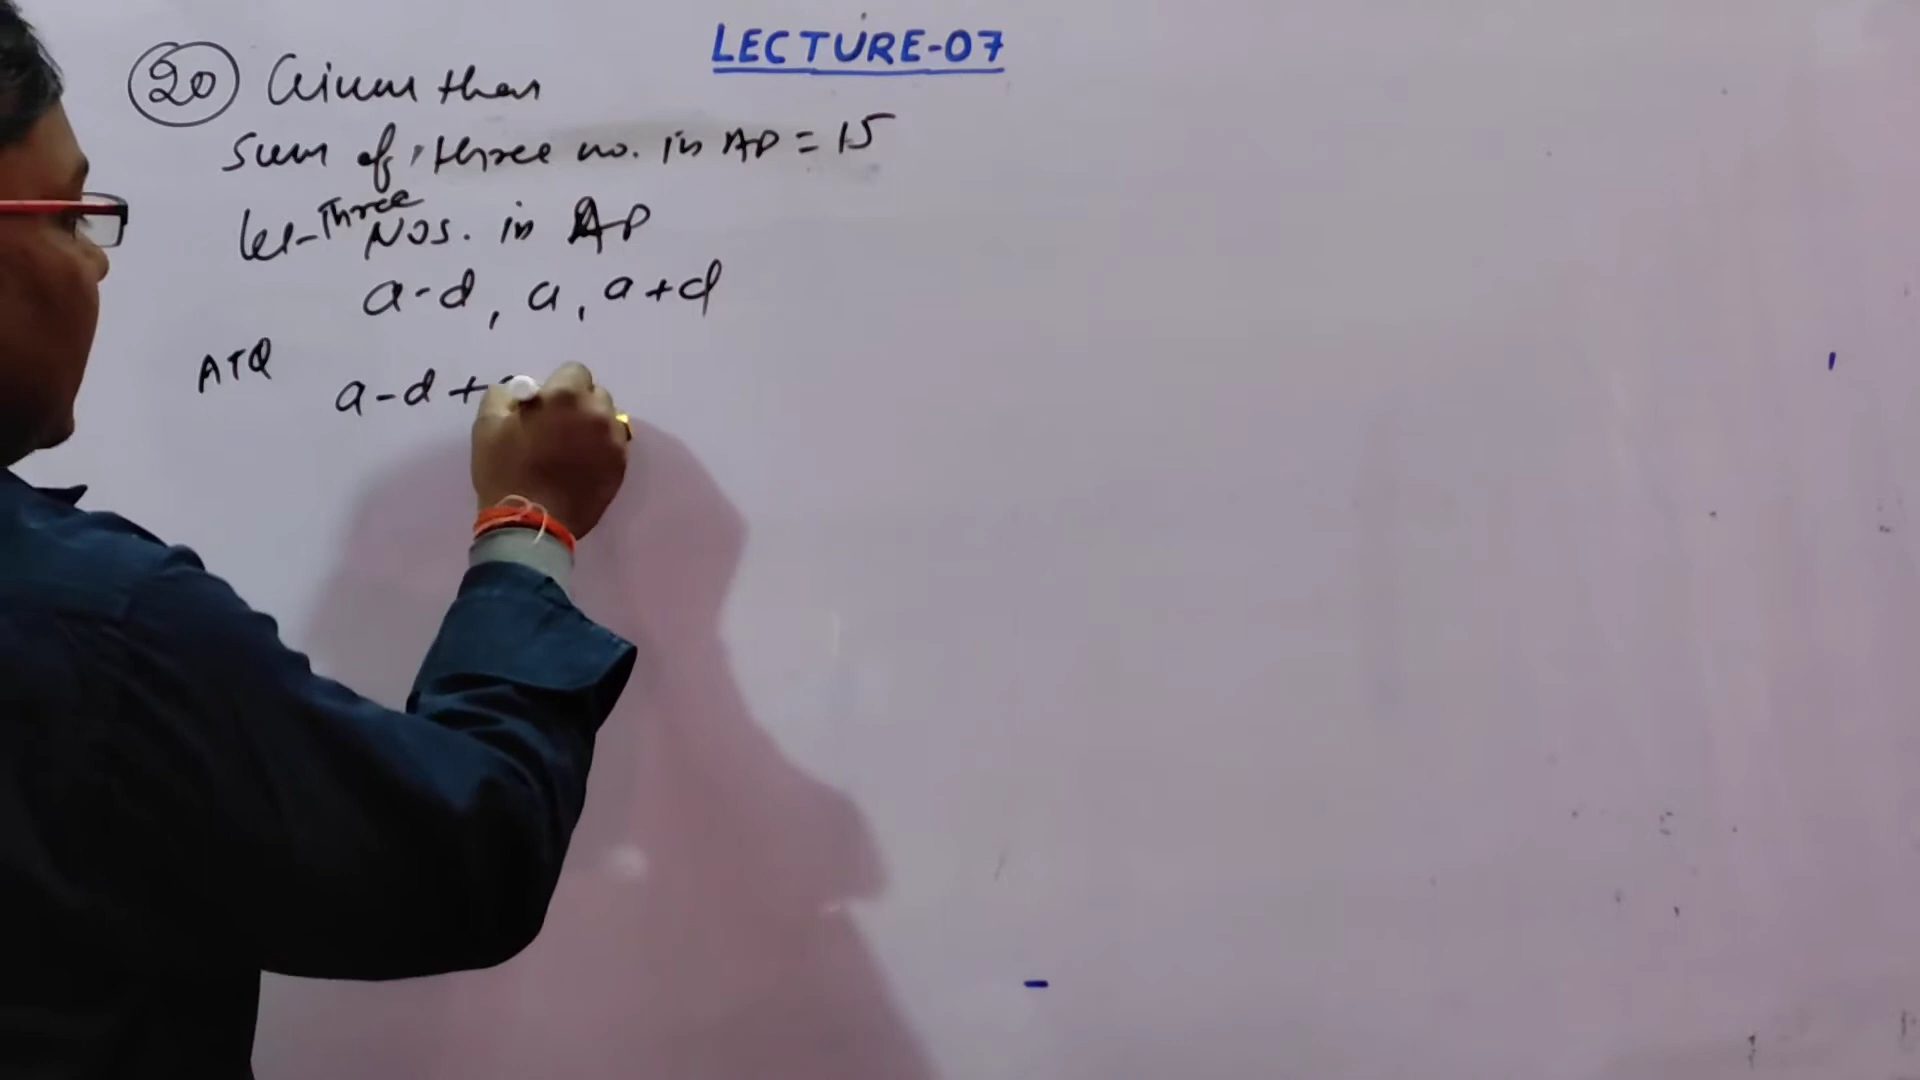 LECTURE-07
20 Given that
Sum of three no. in AP = 15
let Three Nos. in AP
a-d, a, a+d
ATQ a-d+